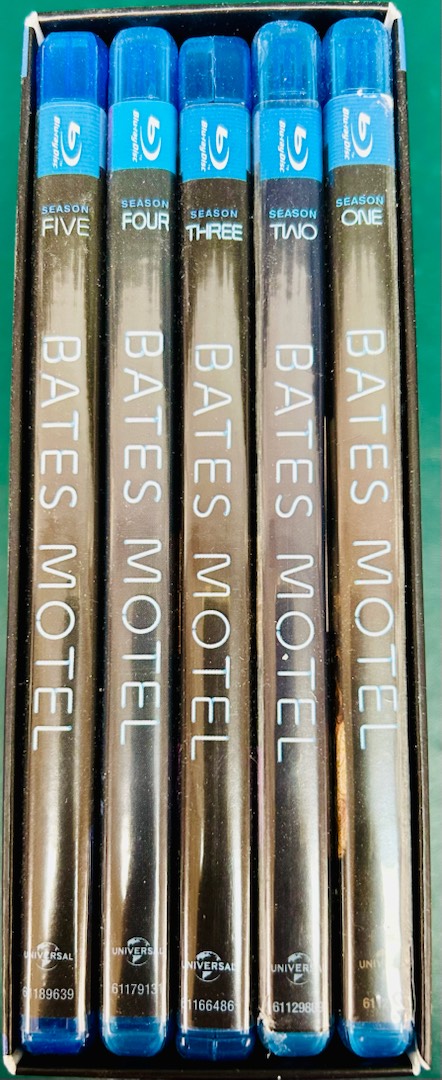 Blu-ray Disc
SEASON
FIVE
BATES MOTEL
UNIVERSAL
61189639
Blu-ray Disc
SEASON
FOUR
BATES MOTEL
UNIVERSAL
Blu-ray Disc
SEASON
THREE
BATES MOTEL
UNIVERSAL
Blu-ray Disc
SEASON
TWO
BATES MOTEL
UNIVERSAL
Blu-ray Disc
SEASON
ONE
BATES MOTEL